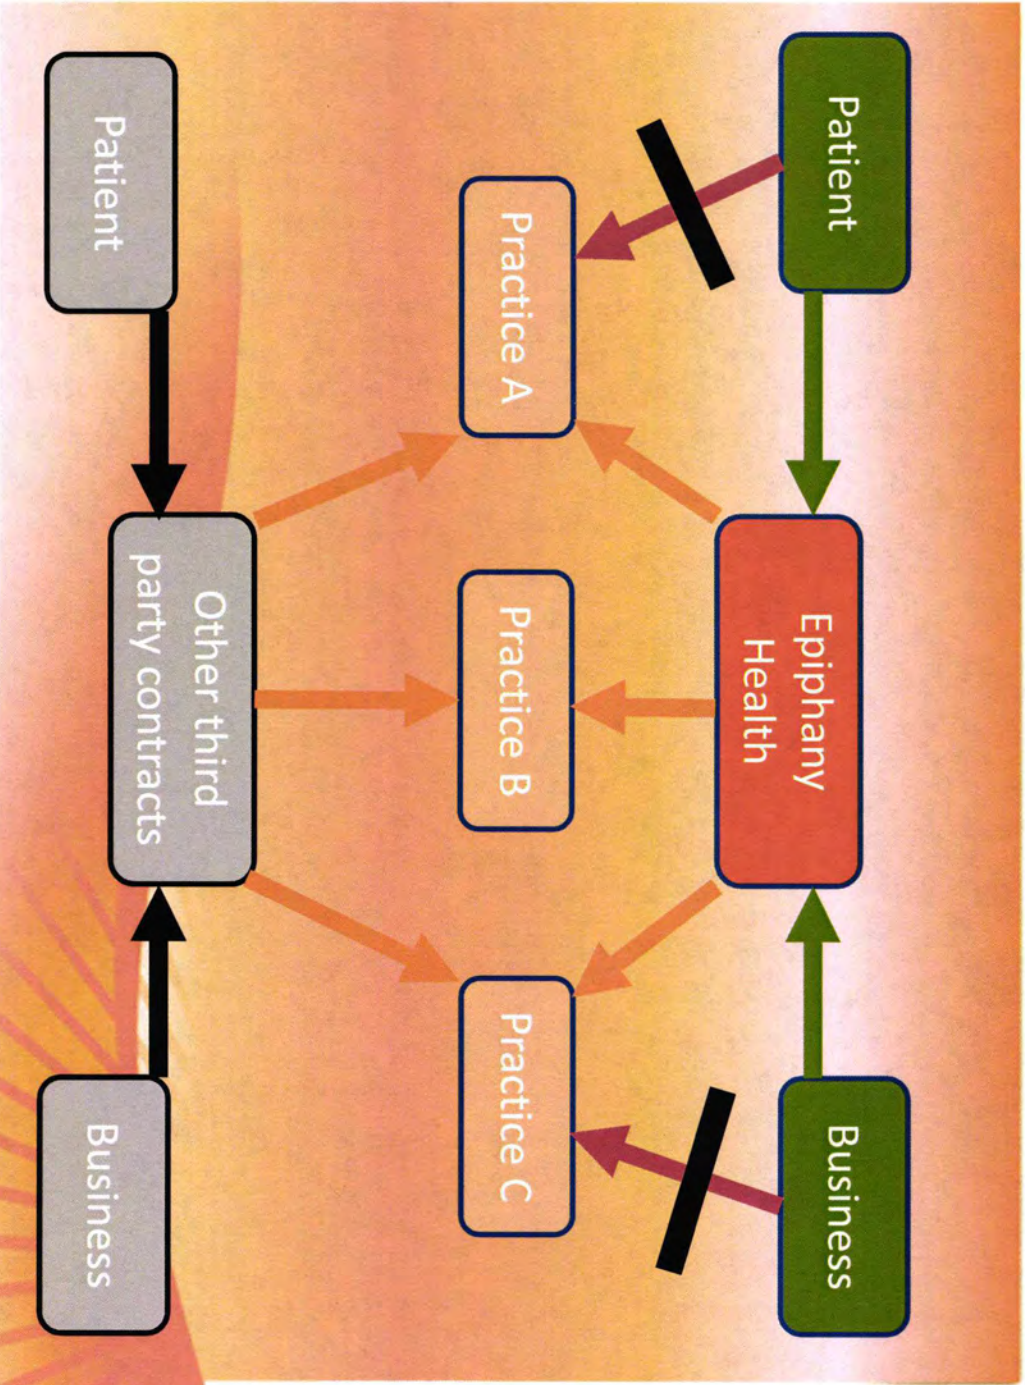 Patient
Epiphany
Health
Business
Practice A
Practice B
Practice C
Patient
Other third
party contracts
Business